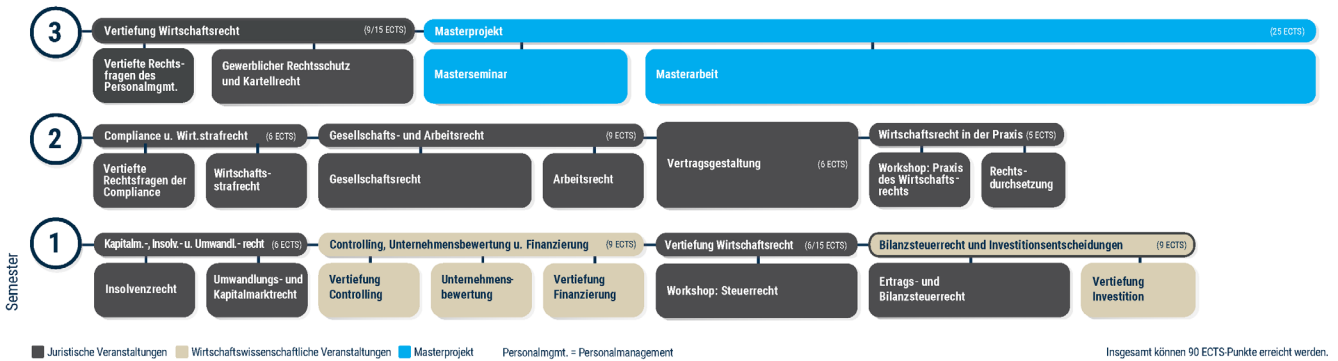 3
Vertiefung Wirtschaftsrecht (9/15 ECTS)
Masterprojekt (25 ECTS)
Vertiefte Rechts-
fragen des
Personalmgmt.
Gewerblicher Rechtsschutz
und Kartellrecht
Masterseminar
Masterarbeit
2
Compliance u. Wirt.strafrecht (6 ECTS)
Gesellschafts- und Arbeitsrecht (9 ECTS)
Vertragsgestaltung (6 ECTS)
Wirtschaftsrecht in der Praxis (5 ECTS)
Vertiefte
Rechtsfragen der
Compliance
Wirtschafts-
strafrecht
Gesellschaftsrecht
Arbeitsrecht
Workshop: Praxis
des Wirtschafts-
rechts
Rechts-
durchsetzung
1
Kapitalm.-, Insolv.- u. Umwandl.- recht (6 ECTS)
Controlling, Unternehmensbewertung u. Finanzierung (9 ECTS)
Vertiefung Wirtschaftsrecht (6/15 ECTS)
Bilanzsteuerrecht und Investitionsentscheidungen (9 ECTS)
Insolvenzrecht
Umwandlungs- und
Kapitalmarktrecht
Vertiefung
Controlling
Unternehmens-
bewertung
Vertiefung
Finanzierung
Workshop: Steuerrecht
Ertrags- und
Bilanzsteuerrecht
Vertiefung
Investition
Semester
Juristische Veranstaltungen
Wirtschaftswissenschaftliche Veranstaltungen
Masterprojekt
Personalmgmt. = Personalmanagement
Insgesamt können 90 ECTS-Punkte erreicht werden.